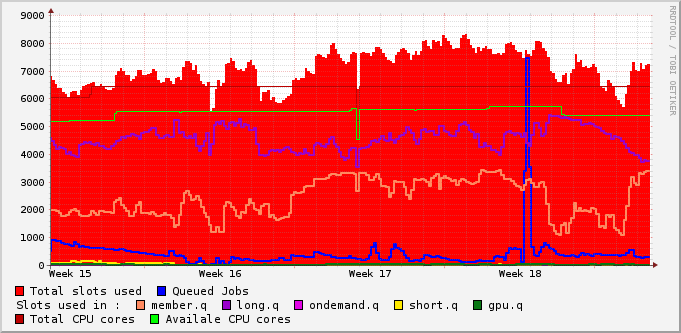 9000
8000
7000
6000
5000
4000
3000
2000
1000
0
Week 15 Week 16 Week 17 Week 18
RRDTOOL / TOBI OETIKER
Total slots used Queued Jobs
Slots used in : member.q long.q ondemand.q short.q gpu.q
Total CPU cores Availale CPU cores